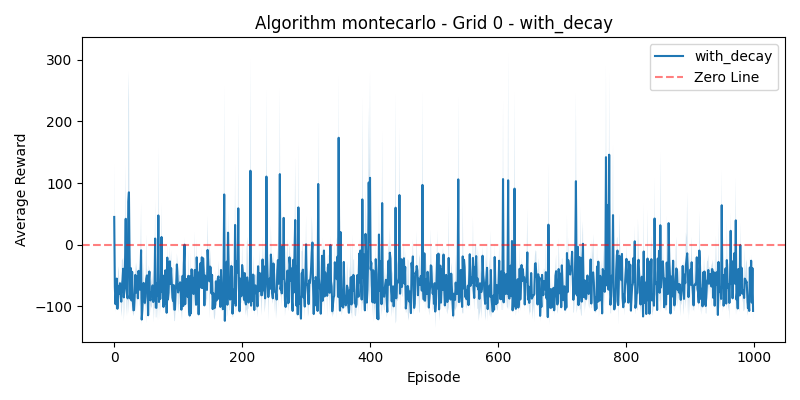 Algorithm montecarlo - Grid 0 - with_decay
with_decay
Zero Line
300
200
100
0
−100
Average Reward
0
200
400
600
800
1000
Episode